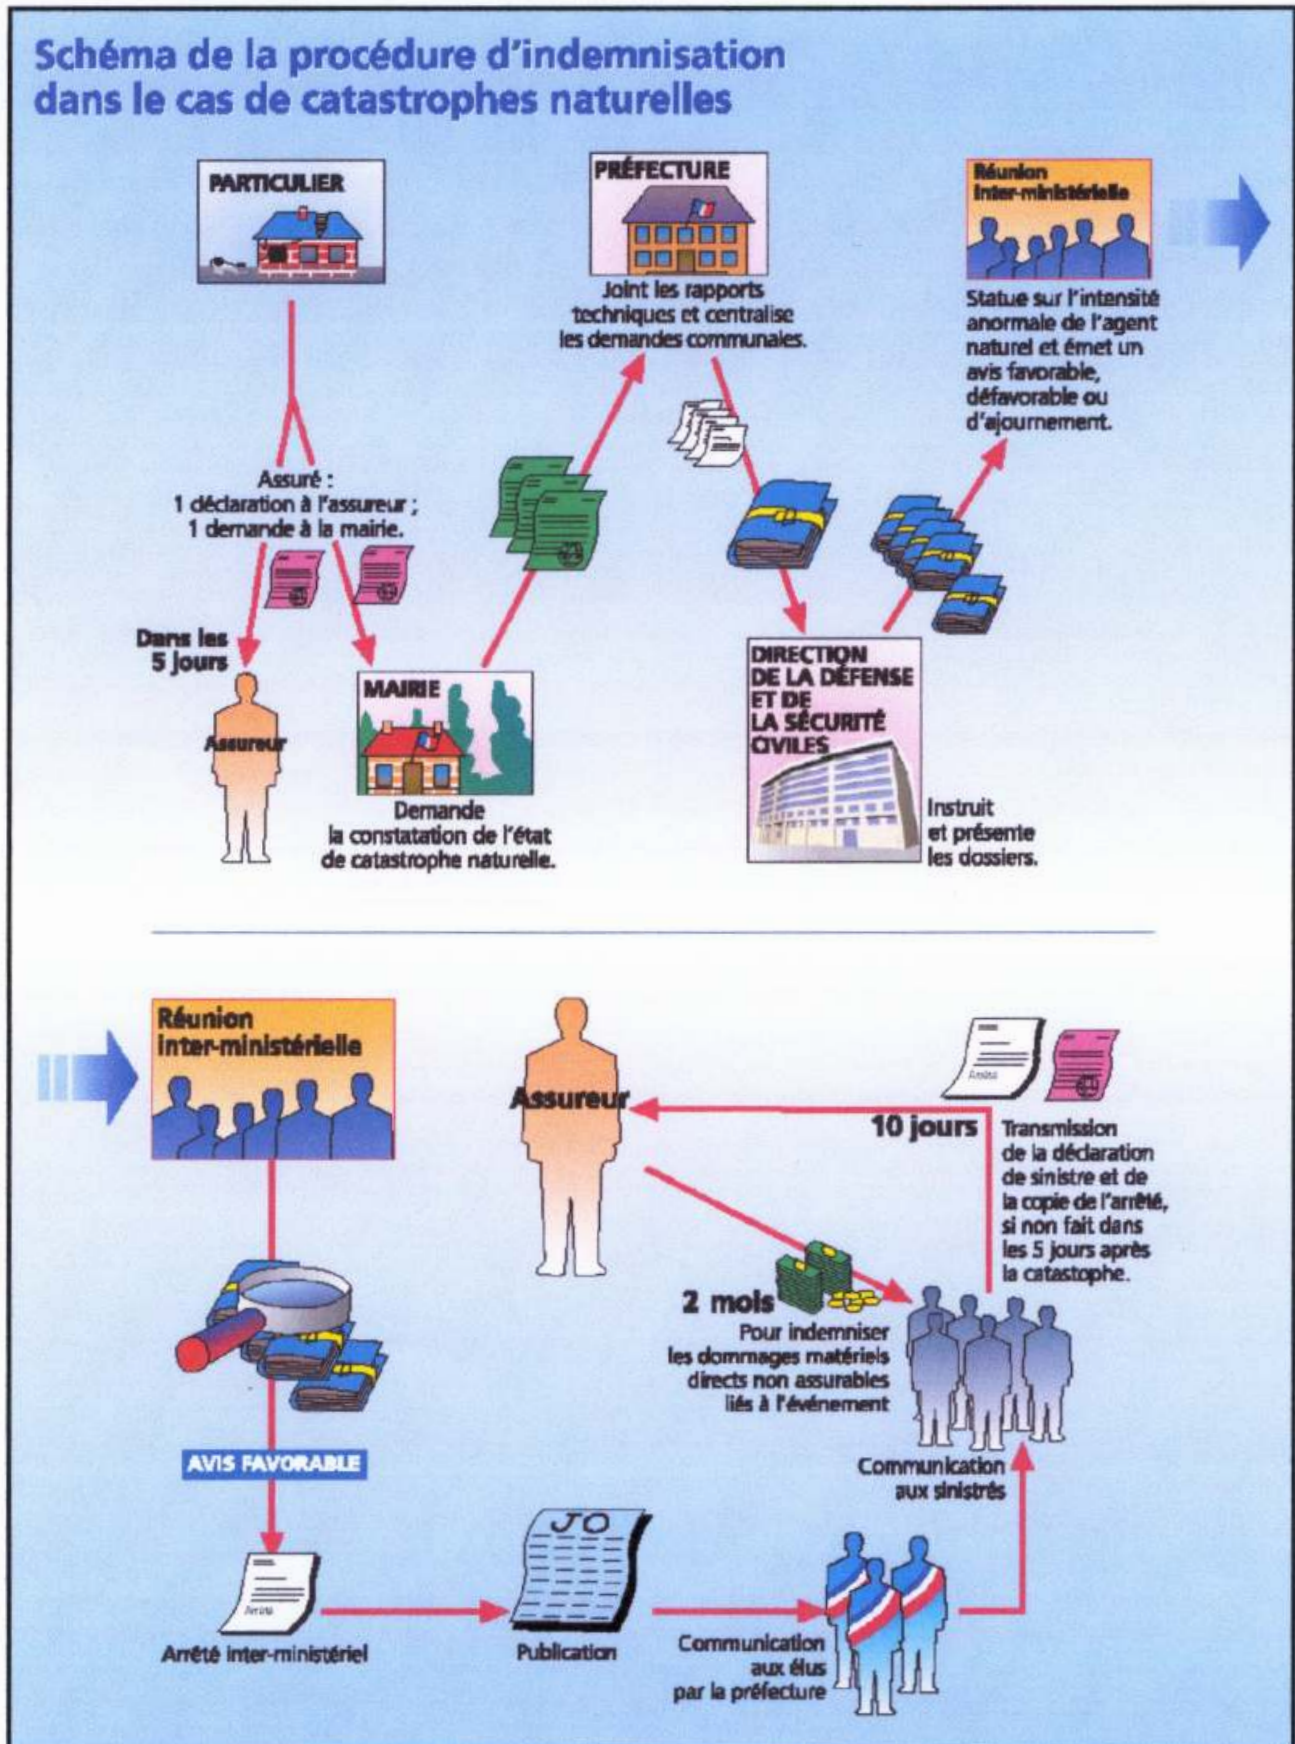 Schéma de la procédure d'indemnisation
dans le cas de catastrophes naturelles
PARTICULIER
Assuré :
1 déclaration à l'assureur ;
1 demande à la mairie.
Dans les
5 jours
Assureur
MAIRIE
Demande
la constatation de l'état
de catastrophe naturelle.
PRÉFECTURE
Joint les rapports
techniques et centralise
les demandes communales.
DIRECTION
DE LA DÉFENSE
ET DE
LA SÉCURITÉ
CIVILES
Instruit
et présente
les dossiers.
Réunion
inter-ministérielle
Statue sur l'intensité
anormale de l'agent
naturel et émet un
avis favorable,
défavorable ou
d'ajournement.
Réunion
inter-ministérielle
AVIS FAVORABLE
Arrêté
Arrêté inter-ministériel
JO
Publication
Communication
aux élus
par la préfecture
Communication
aux sinistrés
Arrêté
10 jours
Transmission
de la déclaration
de sinistre et de
la copie de l'arrêté,
si non fait dans
les 5 jours après
la catastophe.
Assureur
2 mois
Pour indemniser
les dommages matériels
directs non assurables
liés à l'événement